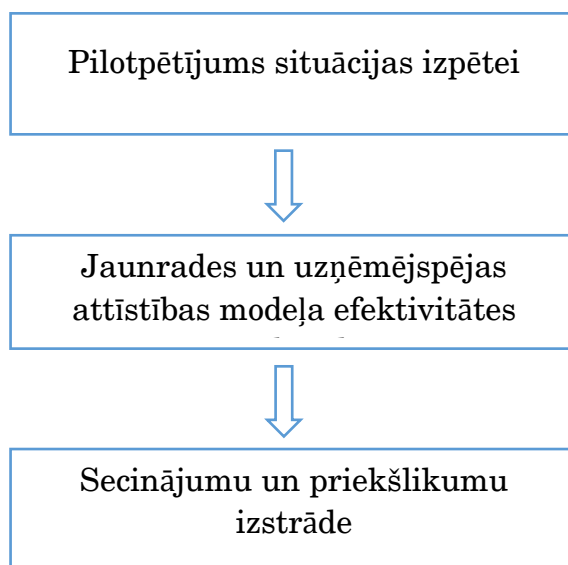 Pilotpētījums situācijas izpētei
Jaunrades un uzņēmējspējas
attīstības modeļa efektivitātes
Secinājumu un priekšlikumu
izstrāde